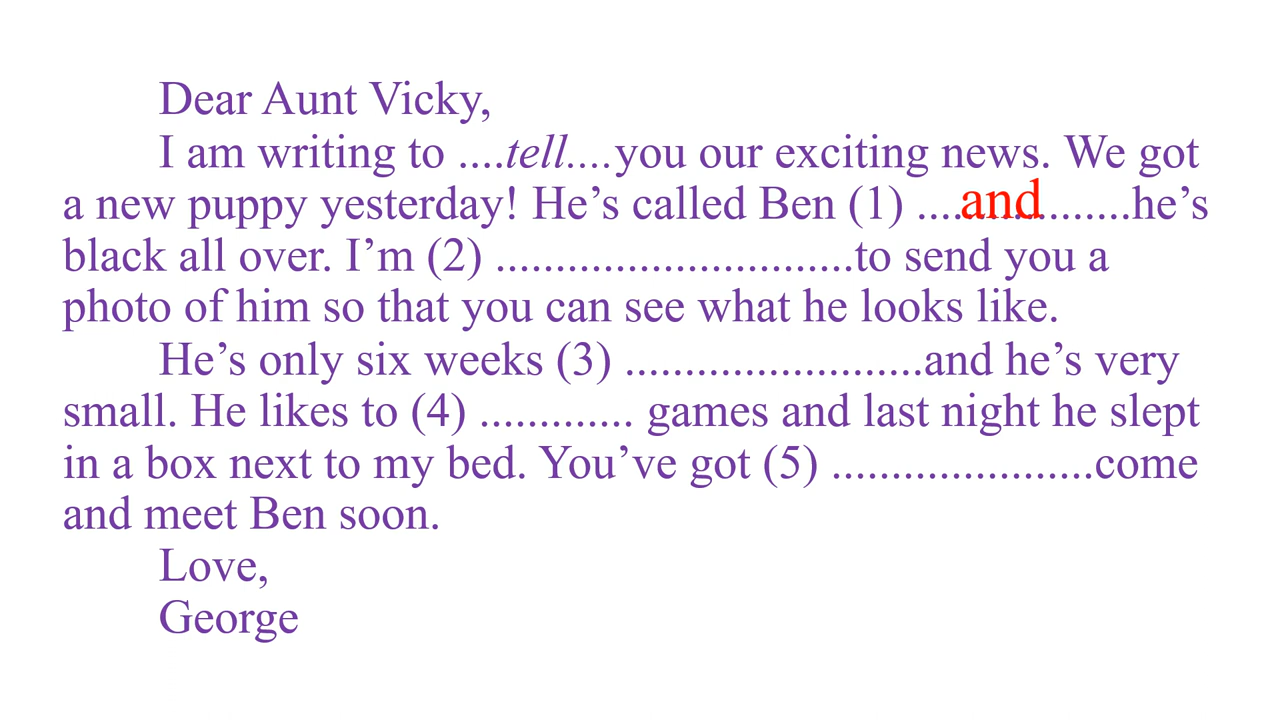 Dear Aunt Vicky,
I am writing to ....tell....you our exciting news. We got
a new puppy yesterday! He’s called Ben (1) ....and................he’s
black all over. I’m (2) ..............................to send you a
photo of him so that you can see what he looks like.
He’s only six weeks (3) .........................and he’s very
small. He likes to (4) ............. games and last night he slept
in a box next to my bed. You’ve got (5) ......................come
and meet Ben soon.
Love,
George